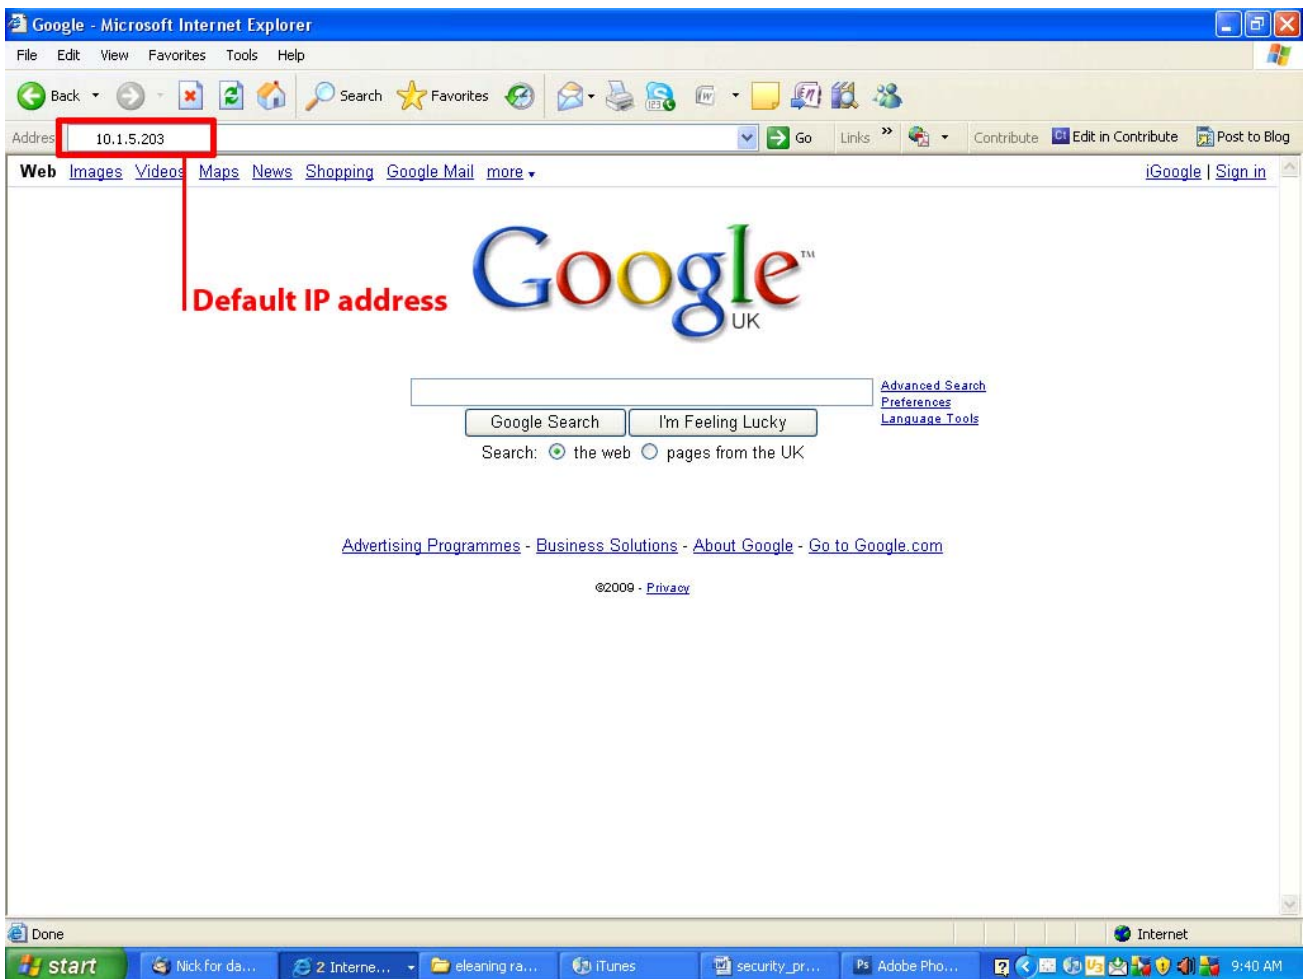 Google - Microsoft Internet Explorer
File Edit View Favorites Tools Help
Back Search Favorites
Addres 10.1.5.203 Go Links » Contribute Edit in Contribute Post to Blog
Web Images Videos Maps News Shopping Google Mail more iGoogle | Sign in
Google™
UK
Default IP address
Advanced Search
Preferences
Language Tools
Google Search I'm Feeling Lucky
Search: the web pages from the UK
Advertising Programmes - Business Solutions - About Google - Go to Google.com
©2009 - Privacy
Done Internet
start Nick for da... 2 Interne... eleaning ra... iTunes security_pr... Ps Adobe Pho... 9:40 AM